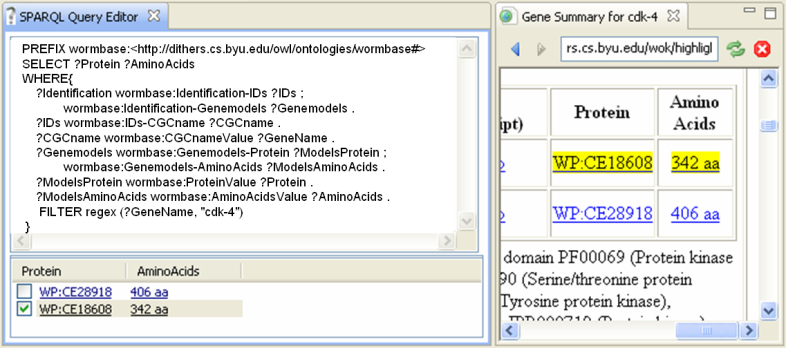 SPARQL Query Editor
PREFIX wormbase:<http://dithers.cs.byu.edu/owl/ontologies/wormbase#>
SELECT ?Protein ?AminoAcids
WHERE{
?Identification wormbase:Identification-IDs ?IDs ;
wormbase:Identification-Genemodels ?Genemodels .
?IDs wormbase:IDs-CGCname ?CGCname .
?CGCname wormbase:CGCnameValue ?GeneName .
?Genemodels wormbase:Genemodels-Protein ?ModelsProtein ;
wormbase:Genemodels-AminoAcids ?ModelsAminoAcids .
?ModelsProtein wormbase:ProteinValue ?Protein .
?ModelsAminoAcids wormbase:AminoAcidsValue ?AminoAcids .
FILTER regex (?GeneName, "cdk-4")
}
Protein AminoAcids
WP:CE28918 406 aa
WP:CE18608 342 aa
Gene Summary for cdk-4
rs.cs.byu.edu/wok/highligl
ipt) Protein Amino
Acids
WP:CE18608 342 aa
WP:CE28918 406 aa
domain PF00069 (Protein kinase
90 (Serine/threonine protein
Tyrosine protein kinase),